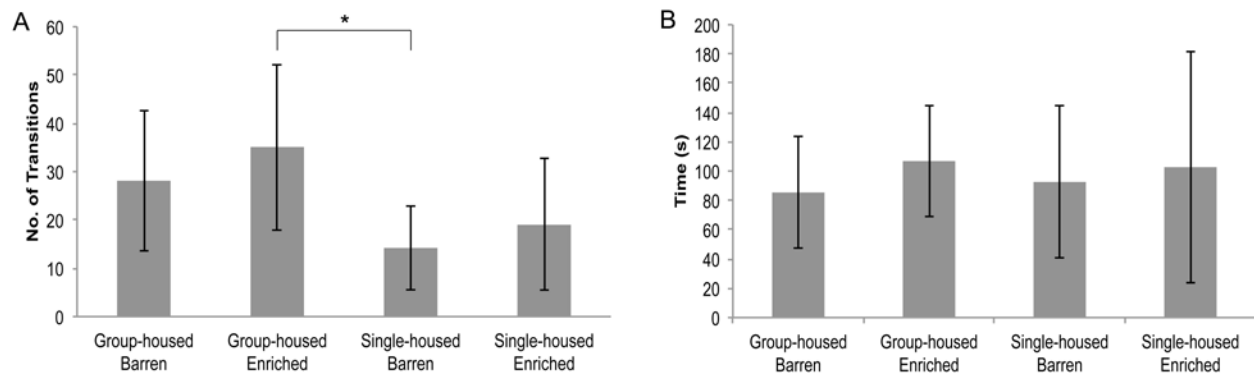 A
No. of Transitions
60
50
40
30
20
10
0
*
Group-housed
Barren
Group-housed
Enriched
Single-housed
Barren
Single-housed
Enriched
B
Time (s)
200
180
160
140
120
100
80
60
40
20
0
Group-housed
Barren
Group-housed
Enriched
Single-housed
Barren
Single-housed
Enriched